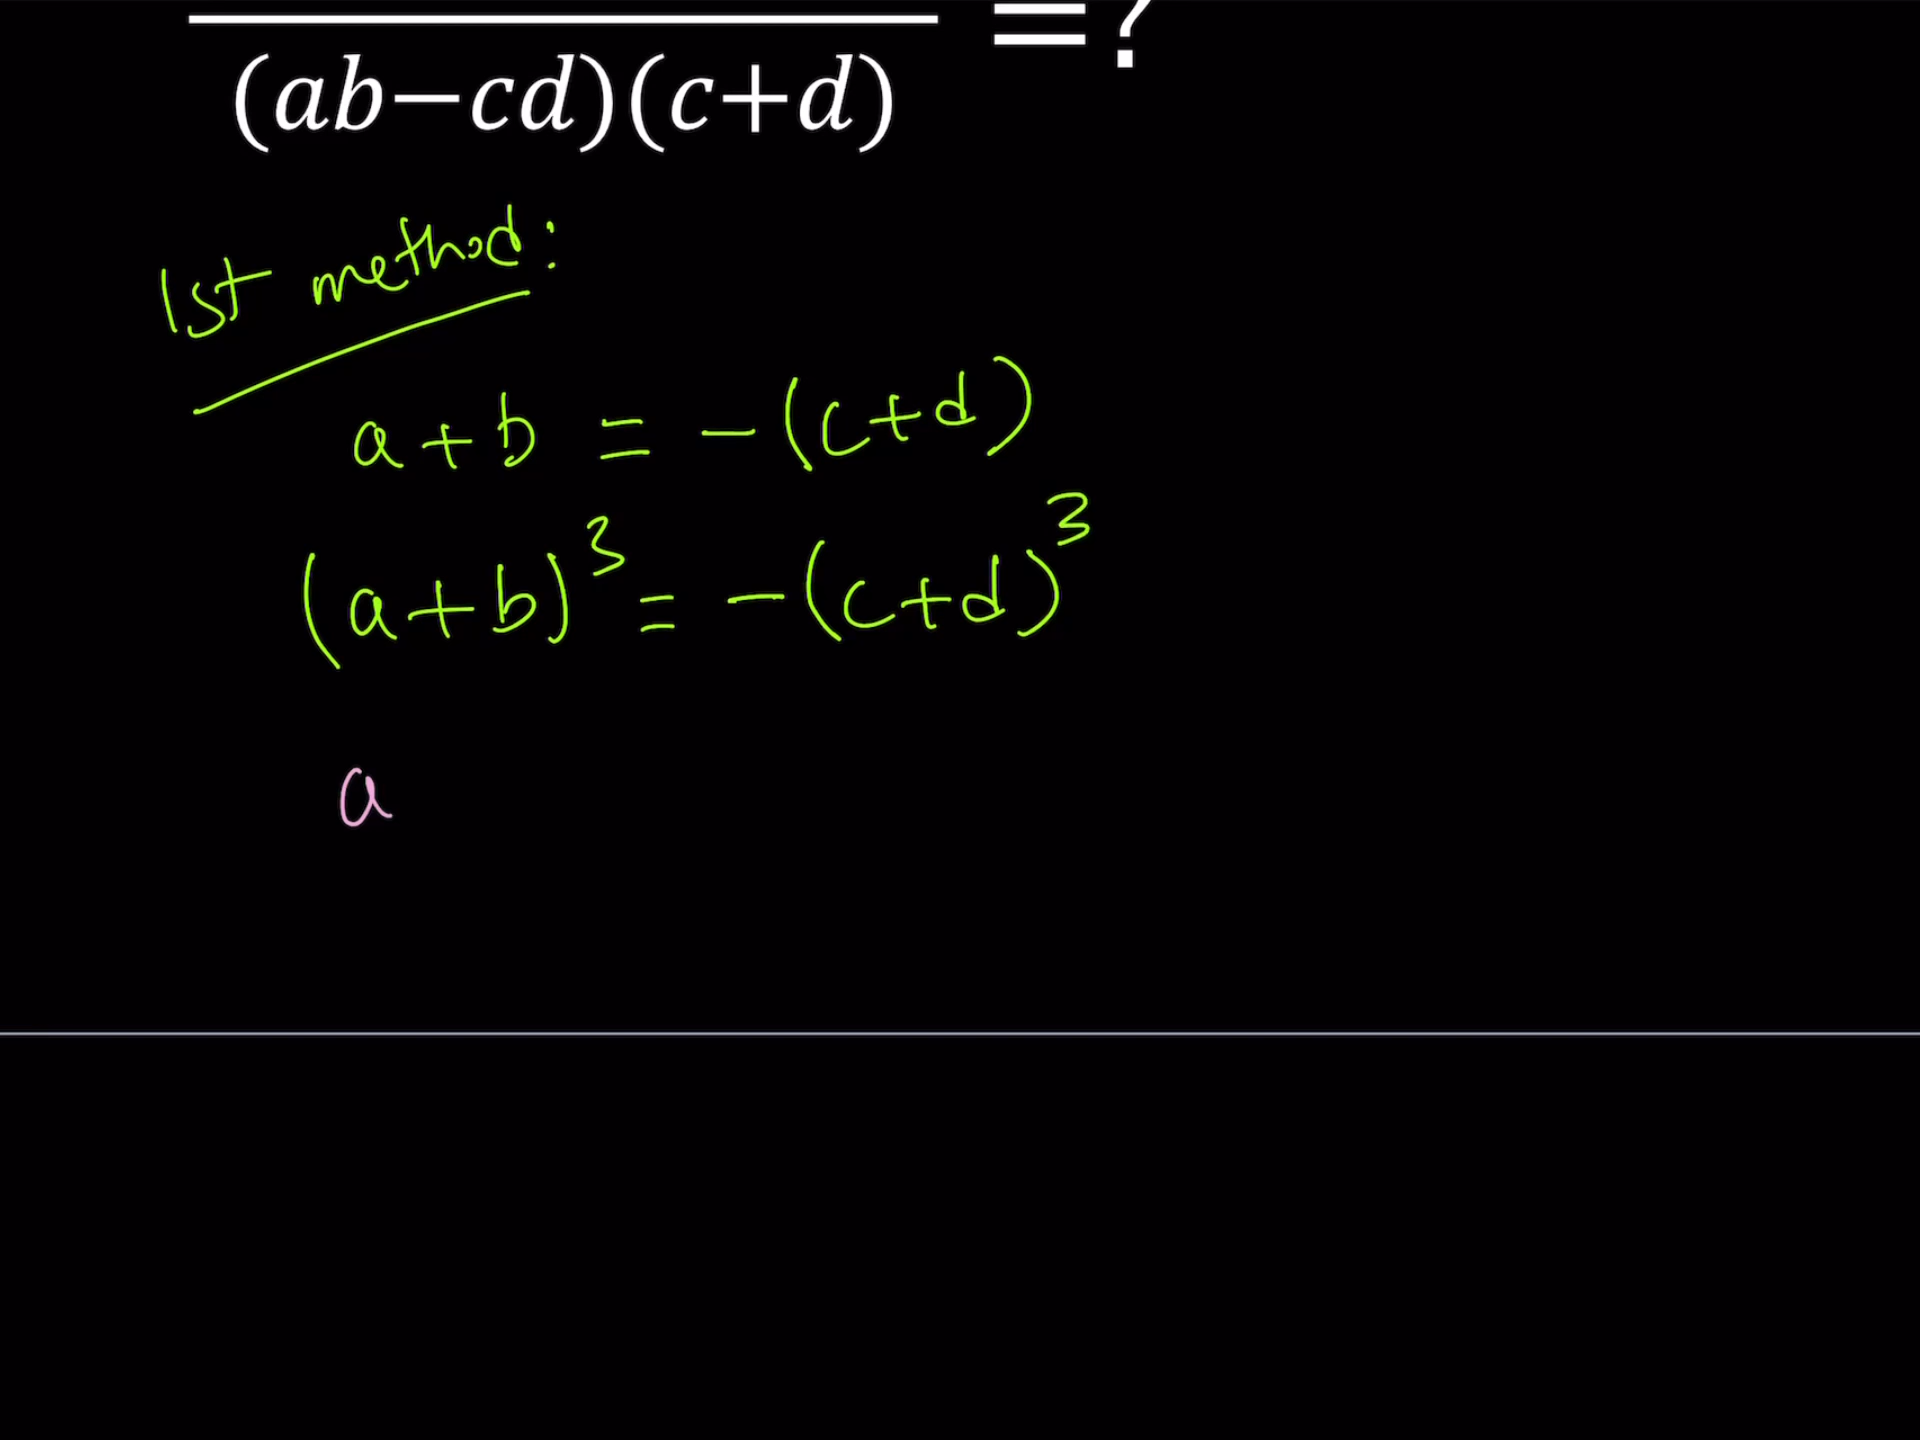 =?
(ab−cd)(c+d)
1st method:
a+b = -(c+d)
(a+b)³ = -(c+d)³
a